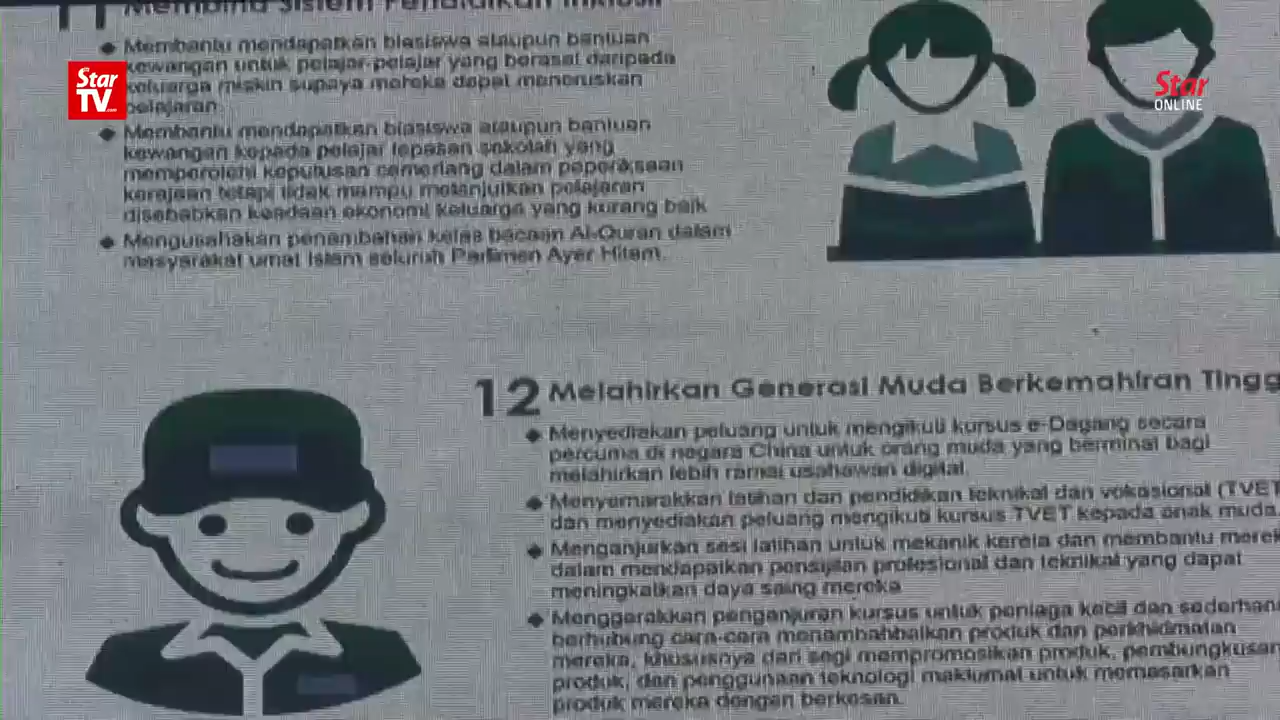 11 Membina Sistem Pendidikan Inklusif
Membantu mendapatkan biasiswa ataupun bantuan
kewangan untuk pelajar-pelajar yang berasal daripada
keluarga miskin supaya mereka dapat meneruskan
pelajaran
Membantu mendapatkan biasiswa ataupun bantuan
kewangan kepada pelajar lepasan sekolah yang
memperolehi keputusan cemerlang dalam peperiksaan
kerajaan tetapi tidak mampu melanjutkan pelajaran
disebabkan keadaan ekonomi keluarga yang kurang baik
Mengusahakan penambahan kelas bacaan Al-Quran dalam
masyarakat umat Islam seluruh Parlimen Ayer Hitam.
Star
TV
Star
ONLINE
12 Melahirkan Generasi Muda Berkemahiran Tingg
Menyediakan peluang untuk mengikuti kursus e-Dagang secara
percuma di negara China untuk orang muda yang berminat bagi
melahirkan lebih ramai usahawan digital.
Menyemarakkan latihan dan pendidikan teknikal dan vokasional (TVET
dan menyediakan peluang mengikuti kursus TVET kepada anak muda.
Menganjurkan sesi latihan untuk mekanik kereta dan membantu merek
dalam mendapatkan pensijilan profesional dan teknikal yang dapat
meningkatkan daya saing mereka
Menggerakkan penganjuran kursus untuk peniaga kecil dan sederhan
berhubung cara-cara menambahbaikan produk dan perkhidmatan
mereka, khususnya dari segi mempromosikan produk, pembungkusan
produk, dan penggunaan teknologi maklumat untuk memasarkan
produk mereka dengan berkesan.